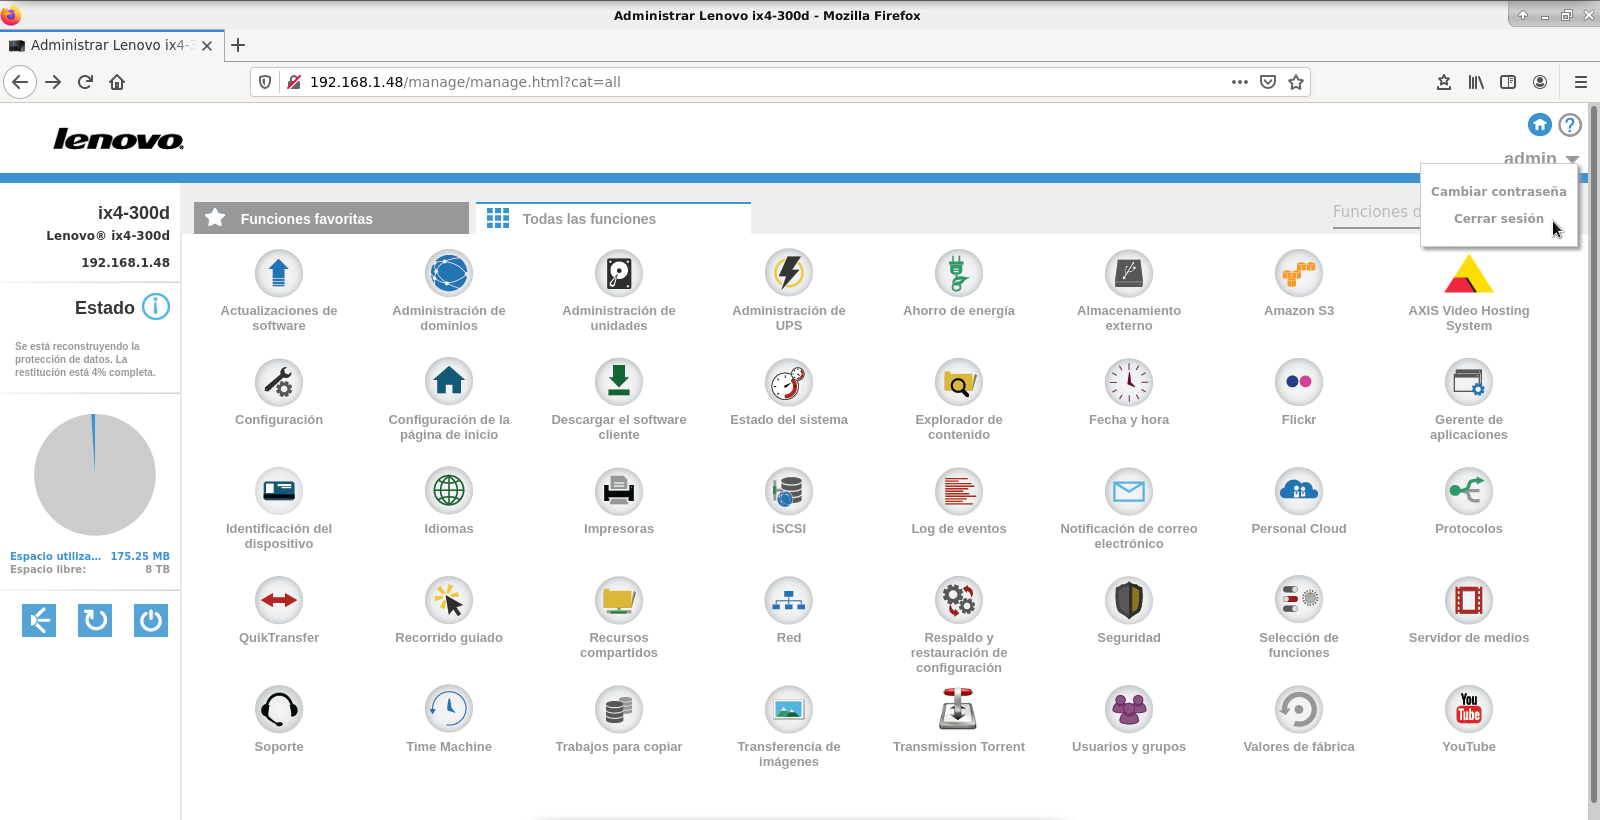 Administrar Lenovo ix4-300d - Mozilla Firefox
Administrar Lenovo ix4-3
192.168.1.48/manage/manage.html?cat=all
lenovo
admin
Cambiar contraseña
Cerrar sesión
ix4-300d
Lenovo® ix4-300d
192.168.1.48
Estado
Se está reconstruyendo la
protección de datos. La
restitución está 4% completa.
Espacio utiliza... 175.25 MB
Espacio libre: 8 TB
Funciones favoritas
Todas las funciones
Funciones d
Actualizaciones de
software
Administración de
dominios
Administración de
unidades
Administración de
UPS
Ahorro de energía
Almacenamiento
externo
Amazon S3
AXIS Video Hosting
System
Configuración
Configuración de la
página de inicio
Descargar el software
cliente
Estado del sistema
Explorador de
contenido
Fecha y hora
Flickr
Gerente de
aplicaciones
Identificación del
dispositivo
Idiomas
Impresoras
iSCSI
Log de eventos
Notificación de correo
electrónico
Personal Cloud
Protocolos
QuikTransfer
Recorrido guiado
Recursos
compartidos
Red
Respaldo y
restauración de
configuración
Seguridad
Selección de
funciones
Servidor de medios
Soporte
Time Machine
Trabajos para copiar
Transferencia de
imágenes
Transmission Torrent
Usuarios y grupos
Valores de fábrica
You
Tube
YouTube